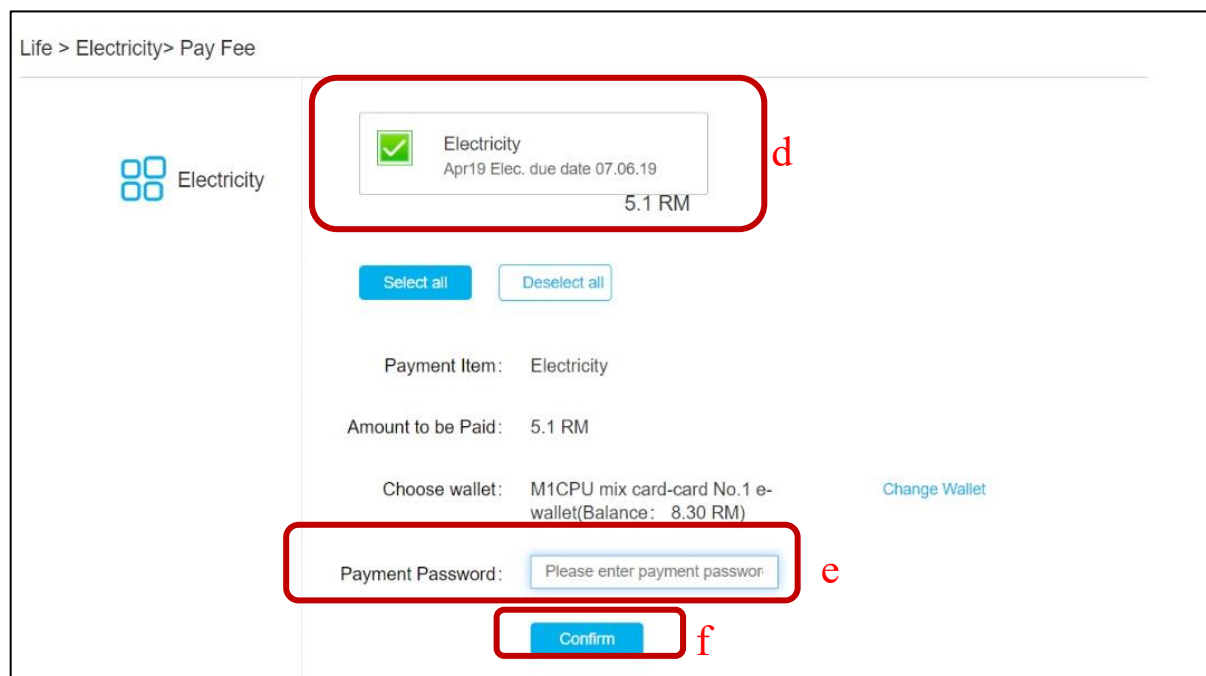 Life > Electricity> Pay Fee
Electricity
Electricity
Apr19 Elec. due date 07.06.19
5.1 RM
d
Select all
Deselect all
Payment Item:
Electricity
Amount to be Paid:
5.1 RM
Choose wallet:
M1CPU mix card-card No.1 e-
wallet(Balance: 8.30 RM)
Change Wallet
Payment Password:
Please enter payment passwor
e
Confirm
f